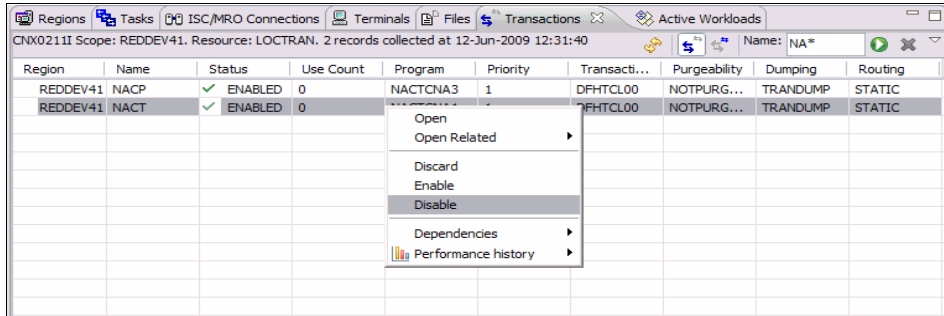 Regions Tasks ISC/MRO Connections Terminals Files Transactions Active Workloads
CNX0211I Scope: REDDEV41. Resource: LOCTRAN. 2 records collected at 12-Jun-2009 12:31:40 Name: NA*
Region Name Status Use Count Program Priority Transacti... Purgeability Dumping Routing
REDDEV41 NACP ENABLED 0 NACTCNA3 1 DFHTCL00 NOTPURG... TRANDUMP STATIC
REDDEV41 NACT ENABLED 0 DFHTCL00 NOTPURG... TRANDUMP STATIC
Open
Open Related
Discard
Enable
Disable
Dependencies
Performance history